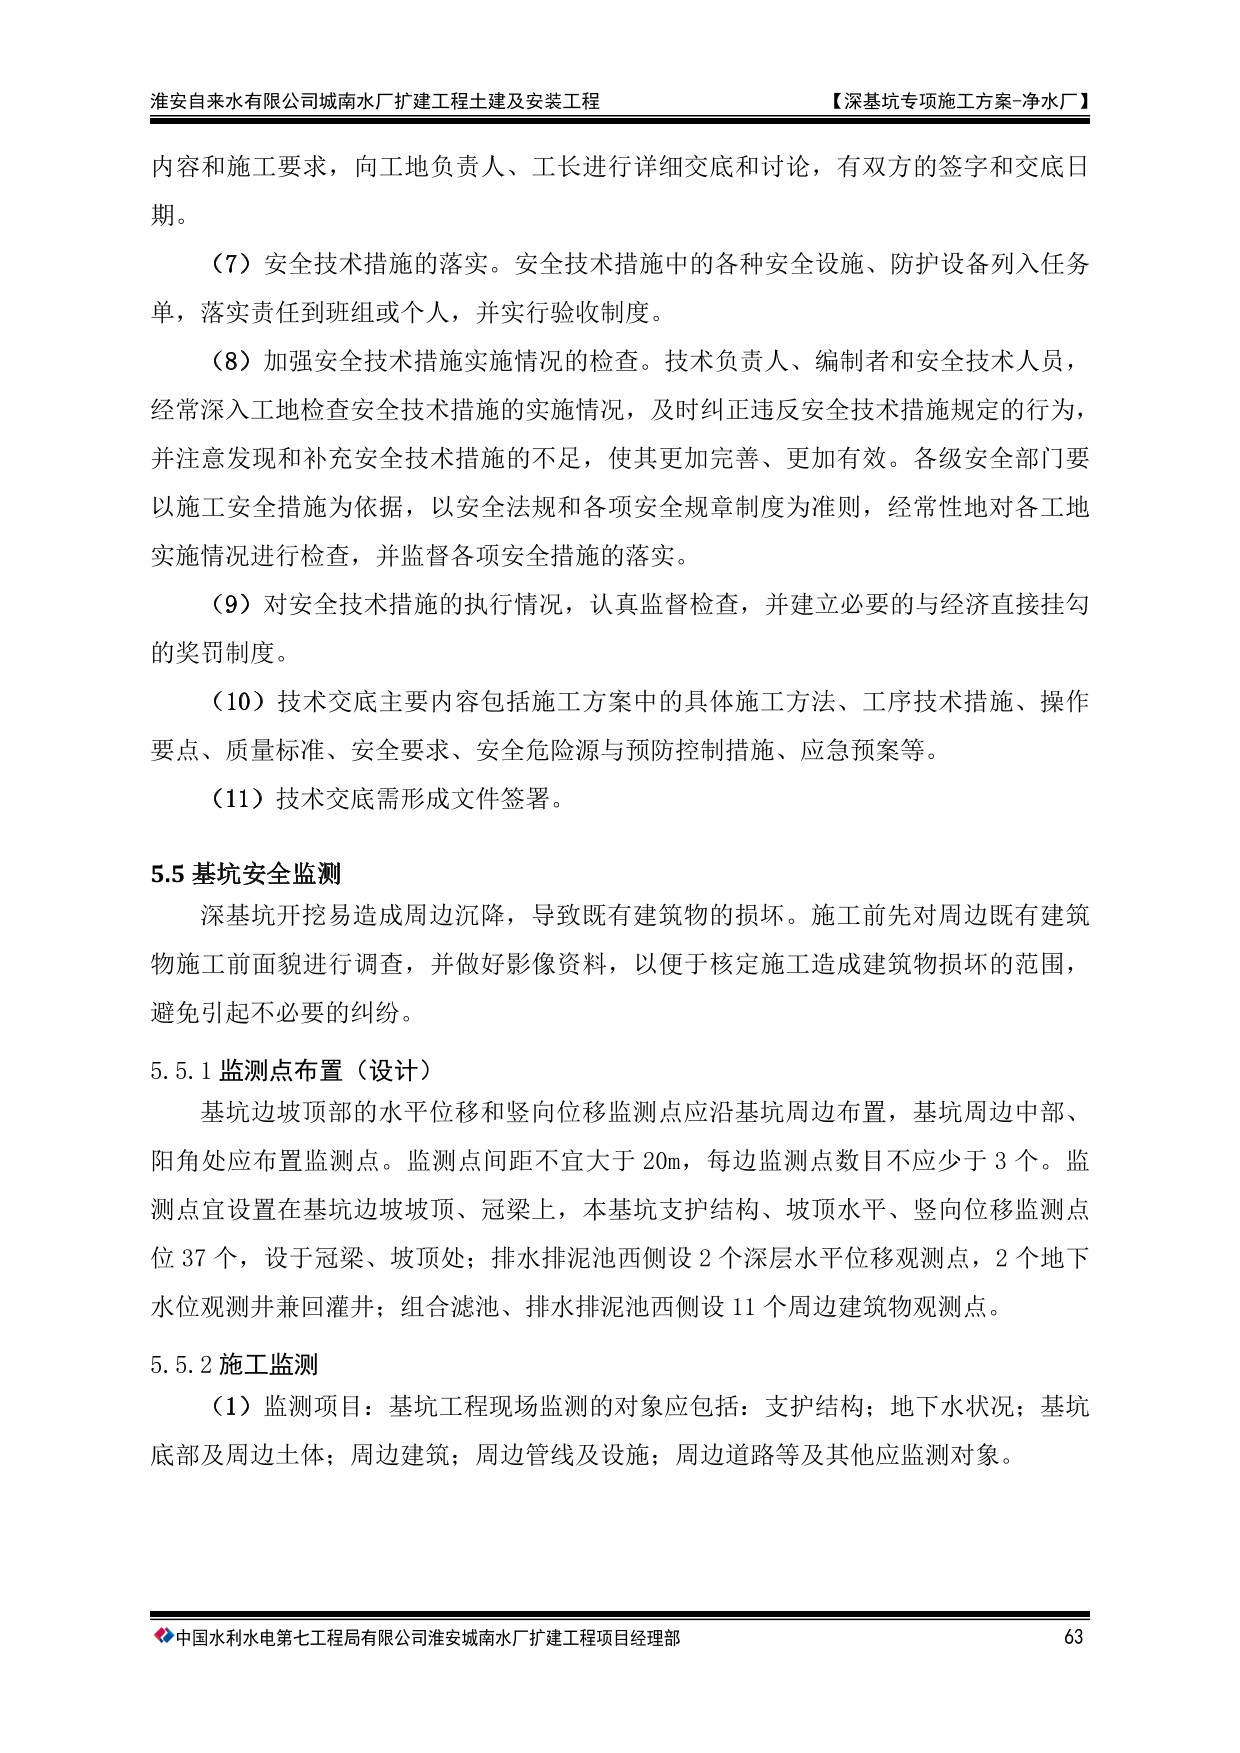 淮安自来水有限公司城南水厂扩建工程土建及安装工程 【深基坑专项施工方案-净水厂】
内容和施工要求，向工地负责人、工长进行详细交底和讨论，有双方的签字和交底日
期。
（7）安全技术措施的落实。安全技术措施中的各种安全设施、防护设备列入任务
单，落实责任到班组或个人，并实行验收制度。
（8）加强安全技术措施实施情况的检查。技术负责人、编制者和安全技术人员，
经常深入工地检查安全技术措施的实施情况，及时纠正违反安全技术措施规定的行为，
并注意发现和补充安全技术措施的不足，使其更加完善、更加有效。各级安全部门要
以施工安全措施为依据，以安全法规和各项安全规章制度为准则，经常性地对各工地
实施情况进行检查，并监督各项安全措施的落实。
（9）对安全技术措施的执行情况，认真监督检查，并建立必要的与经济直接挂勾
的奖罚制度。
（10）技术交底主要内容包括施工方案中的具体施工方法、工序技术措施、操作
要点、质量标准、安全要求、安全危险源与预防控制措施、应急预案等。
（11）技术交底需形成文件签署。
5.5 基坑安全监测
深基坑开挖易造成周边沉降，导致既有建筑物的损坏。施工前先对周边既有建筑
物施工前面貌进行调查，并做好影像资料，以便于核定施工造成建筑物损坏的范围，
避免引起不必要的纠纷。
5.5.1 监测点布置（设计）
基坑边坡顶部的水平位移和竖向位移监测点应沿基坑周边布置，基坑周边中部、
阳角处应布置监测点。监测点间距不宜大于 20m，每边监测点数目不应少于 3 个。监
测点宜设置在基坑边坡坡顶、冠梁上，本基坑支护结构、坡顶水平、竖向位移监测点
位 37 个，设于冠梁、坡顶处；排水排泥池西侧设 2 个深层水平位移观测点，2 个地下
水位观测井兼回灌井；组合滤池、排水排泥池西侧设 11 个周边建筑物观测点。
5.5.2 施工监测
（1）监测项目：基坑工程现场监测的对象应包括：支护结构；地下水状况；基坑
底部及周边土体；周边建筑；周边管线及设施；周边道路等及其他应监测对象。
中国水利水电第七工程局有限公司淮安城南水厂扩建工程项目经理部 63